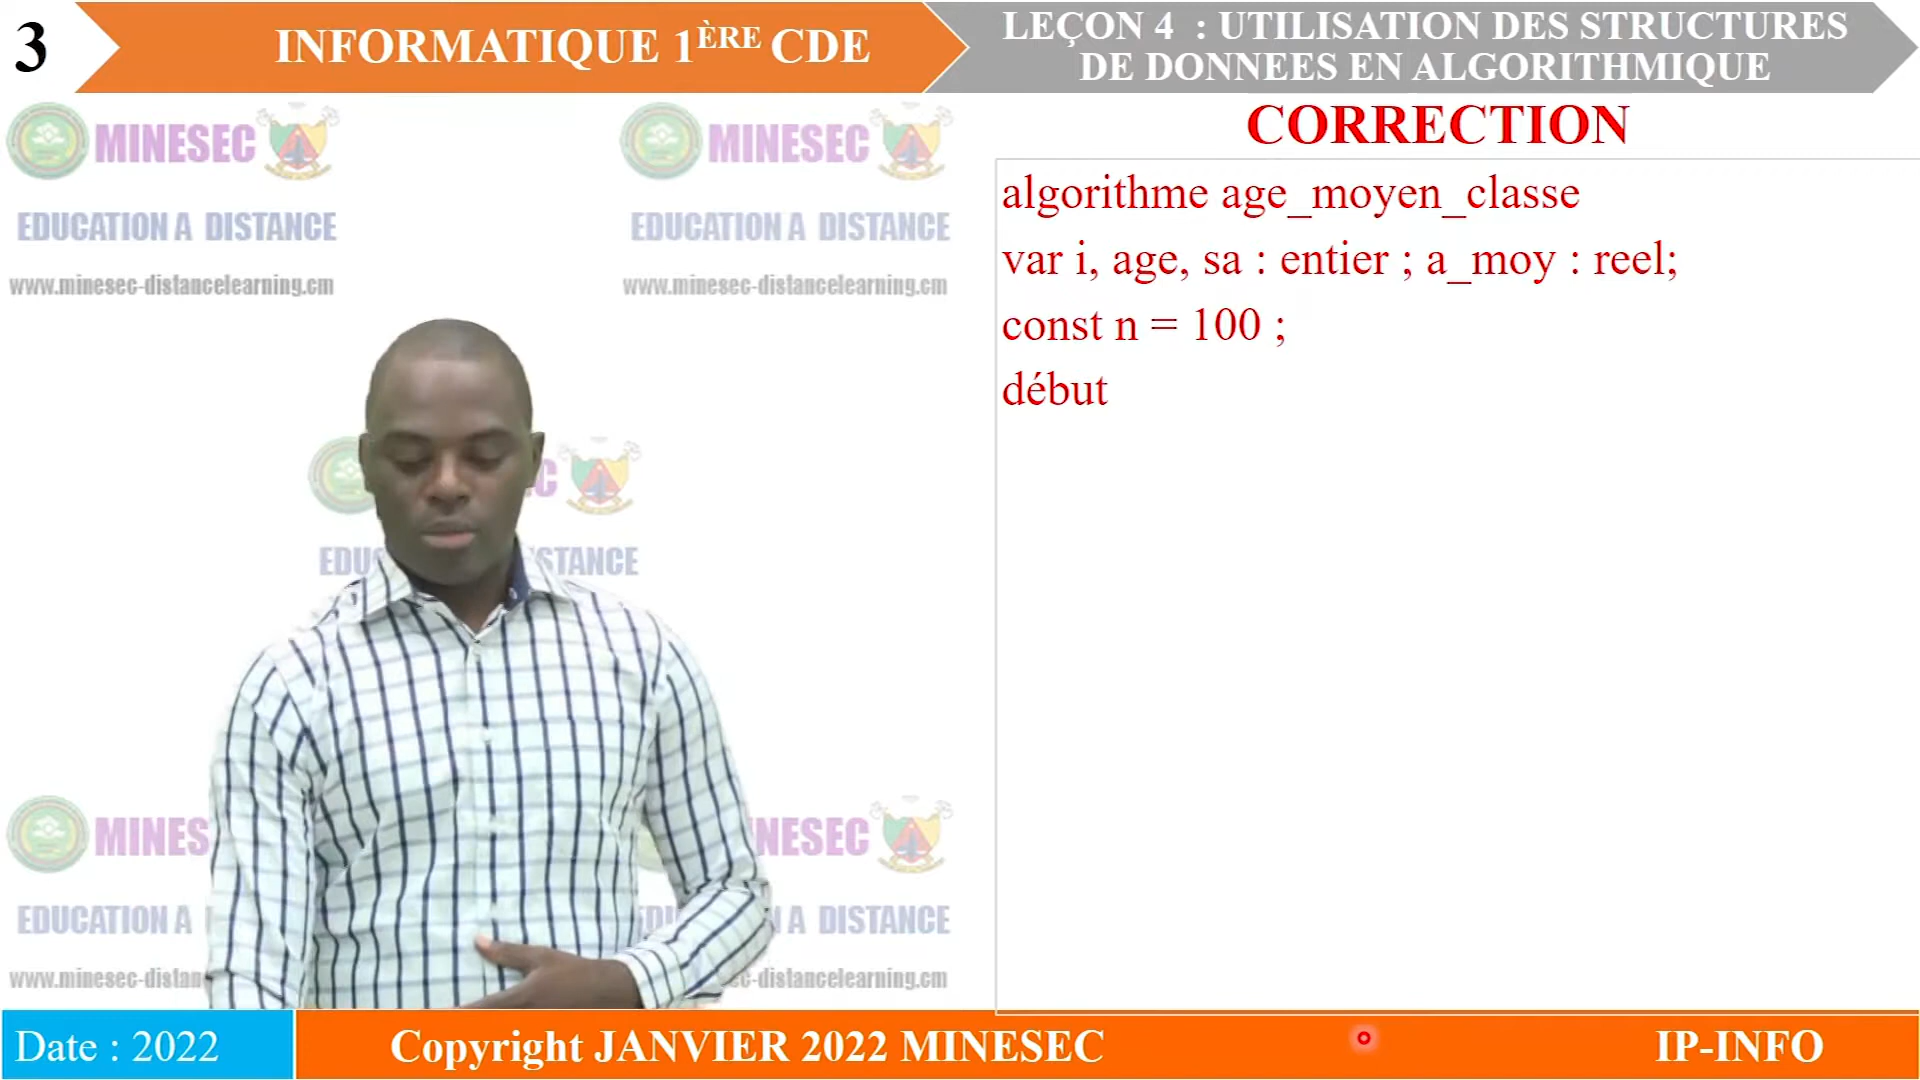 3
INFORMATIQUE 1ÈRE CDE
LEÇON 4 : UTILISATION DES STRUCTURES
DE DONNEES EN ALGORITHMIQUE
MINESEC
MINESEC
EDUCATION A DISTANCE
EDUCATION A DISTANCE
www.minesec-distancelearning.cm
www.minesec-distancelearning.cm
CORRECTION
algorithme age_moyen_classe
var i, age, sa : entier ; a_moy : reel;
const n = 100 ;
début
C
EDU
STANCE
MINES
NESEC
EDUCATION A
N A DISTANCE
www.minesec-distan
c-distancelearning.cm
Date : 2022
Copyright JANVIER 2022 MINESEC
IP-INFO